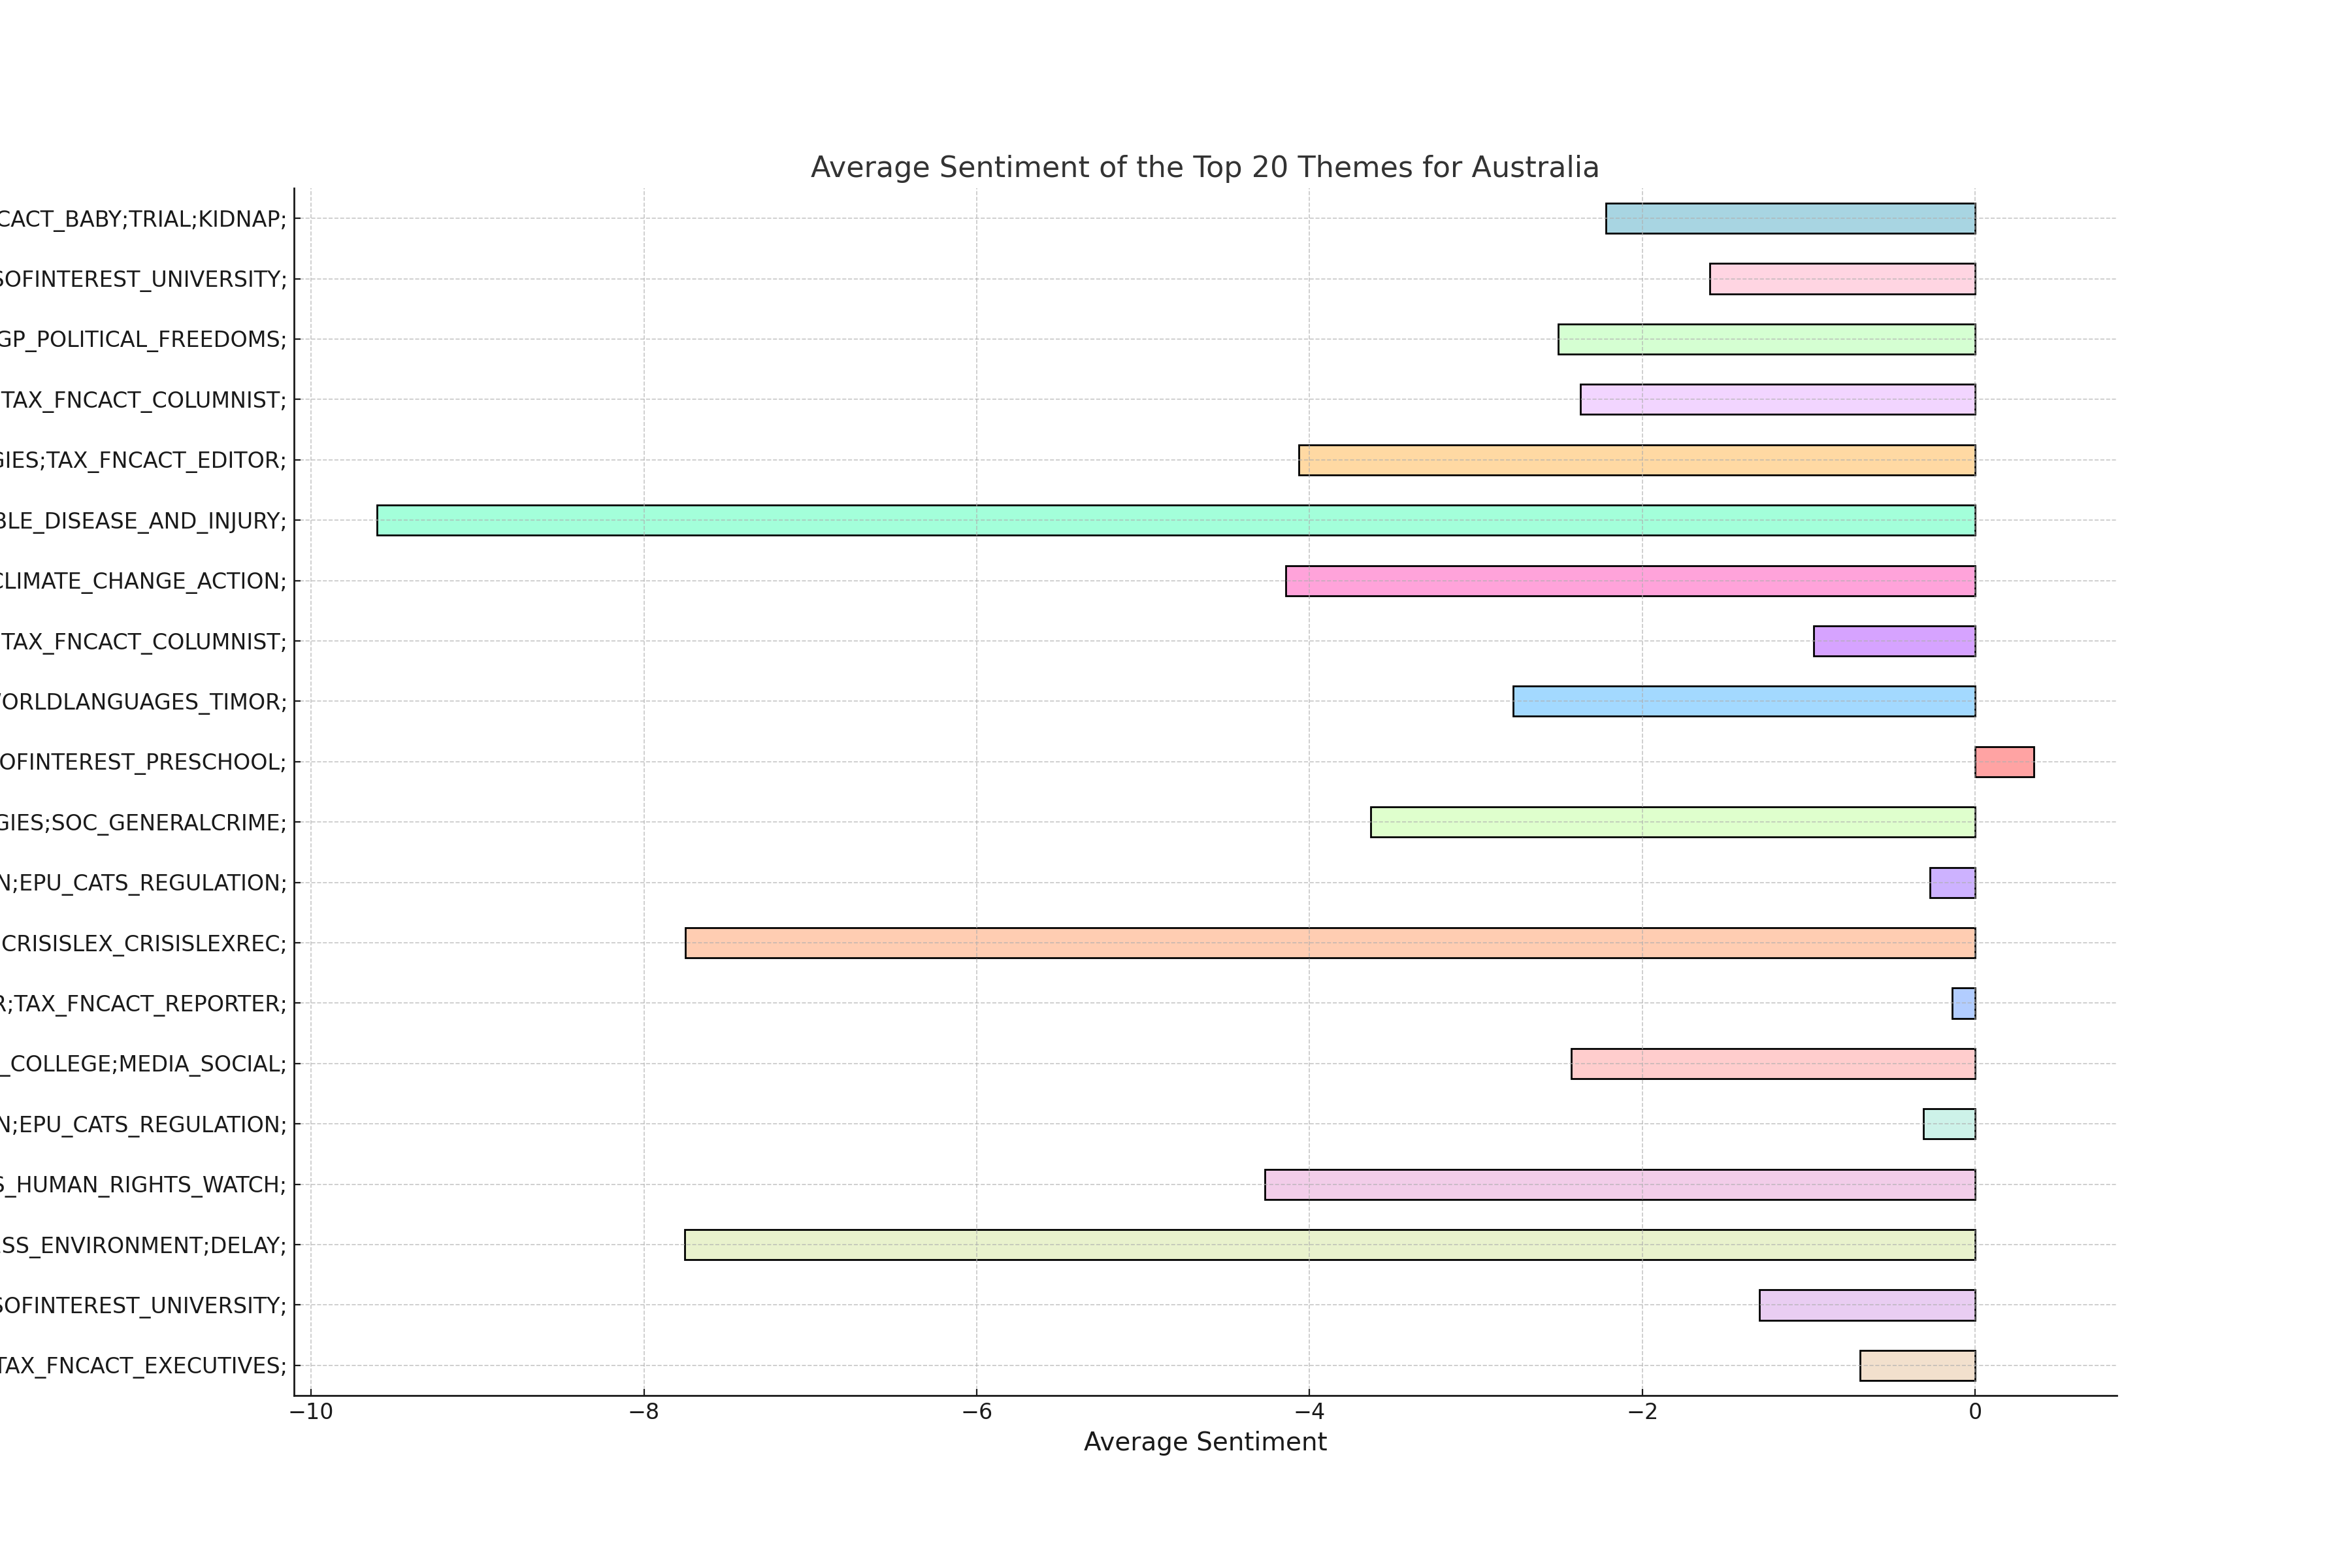 Average Sentiment of the Top 20 Themes for Australia
CACT_BABY;TRIAL;KIDNAP;
SOFINTEREST_UNIVERSITY;
GP_POLITICAL_FREEDOMS;
TAX_FNCACT_COLUMNIST;
GIES;TAX_FNCACT_EDITOR;
BLE_DISEASE_AND_INJURY;
CLIMATE_CHANGE_ACTION;
TAX_FNCACT_COLUMNIST;
WORLDLANGUAGES_TIMOR;
OFINTEREST_PRESCHOOL;
GIES;SOC_GENERALCRIME;
N;EPU_CATS_REGULATION;
CRISISLEX_CRISISLEXREC;
R;TAX_FNCACT_REPORTER;
_COLLEGE;MEDIA_SOCIAL;
N;EPU_CATS_REGULATION;
S_HUMAN_RIGHTS_WATCH;
SS_ENVIRONMENT;DELAY;
SOFINTEREST_UNIVERSITY;
TAX_FNCACT_EXECUTIVES;
−10 −8 −6 −4 −2 0
Average Sentiment